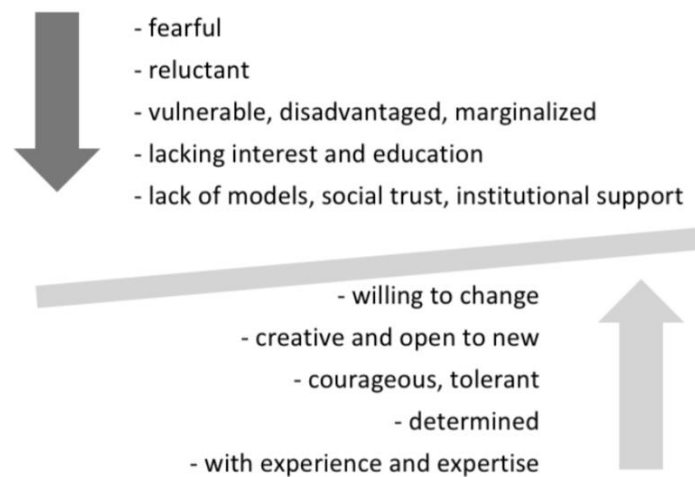 - fearful
- reluctant
- vulnerable, disadvantaged, marginalized
- lacking interest and education
- lack of models, social trust, institutional support
- willing to change
- creative and open to new
- courageous, tolerant
- determined
- with experience and expertise